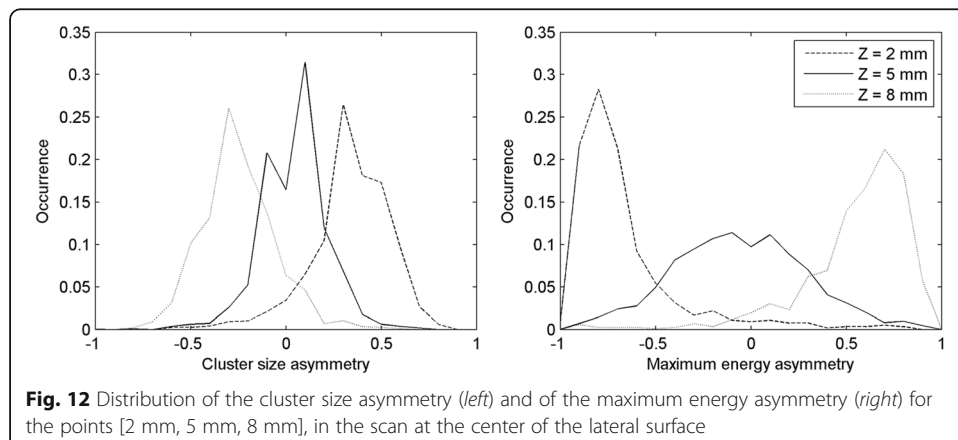 0.35
0.3
0.25
0.2
0.15
0.1
0.05
0
Occurrence
-1 -0.5 0 0.5 1
Cluster size asymmetry
0.35
0.3
0.25
0.2
0.15
0.1
0.05
0
Occurrence
-1 -0.5 0 0.5 1
Maximum energy asymmetry
Z = 2 mm
Z = 5 mm
Z = 8 mm
Fig. 12 Distribution of the cluster size asymmetry (left) and of the maximum energy asymmetry (right) for
the points [2 mm, 5 mm, 8 mm], in the scan at the center of the lateral surface